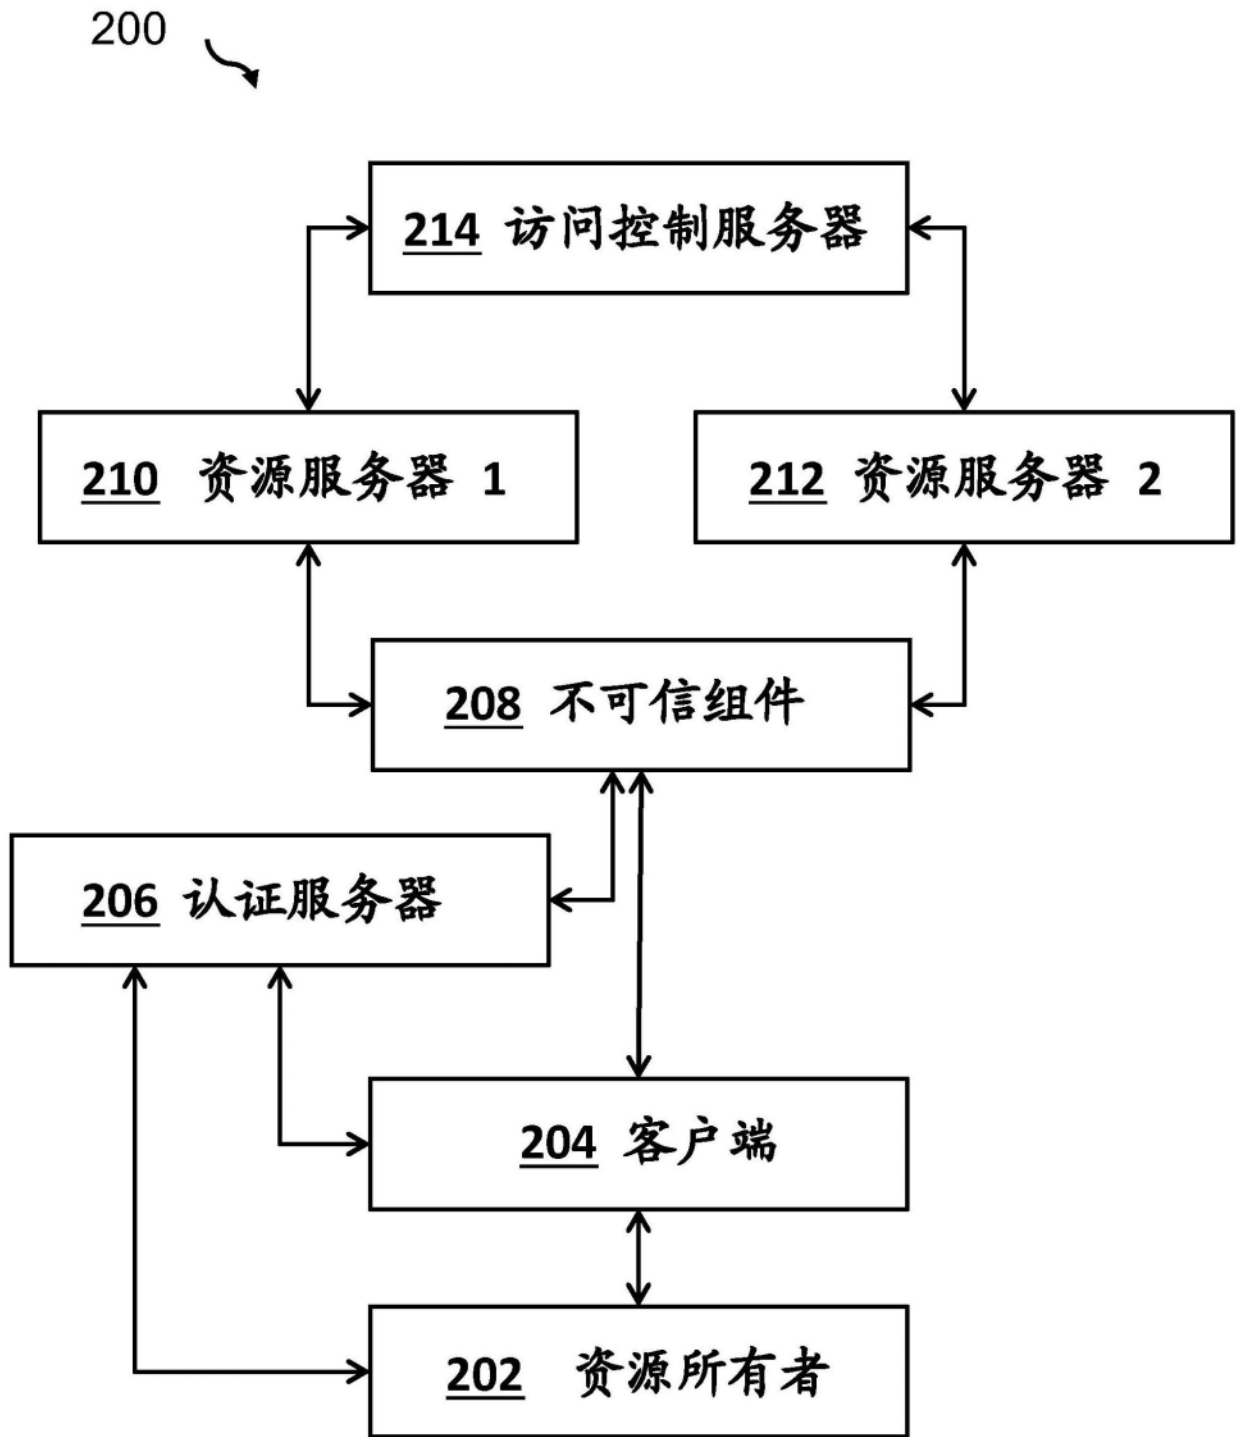 200
214 访问控制服务器
210 资源服务器 1
212 资源服务器 2
208 不可信组件
206 认证服务器
204 客户端
202 资源所有者